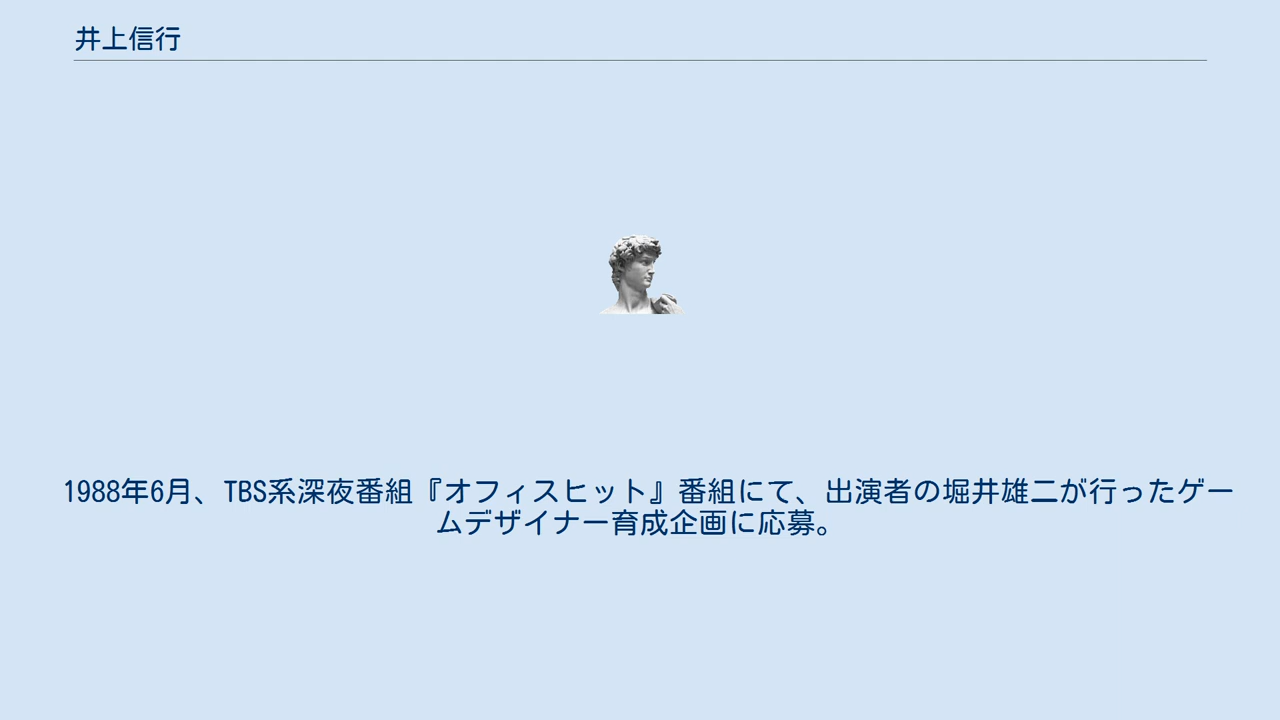 井上信行
1988年6月、TBS系深夜番組『オフィスヒット』番組にて、出演者の堀井雄二が行ったゲー
ムデザイナー育成企画に応募。